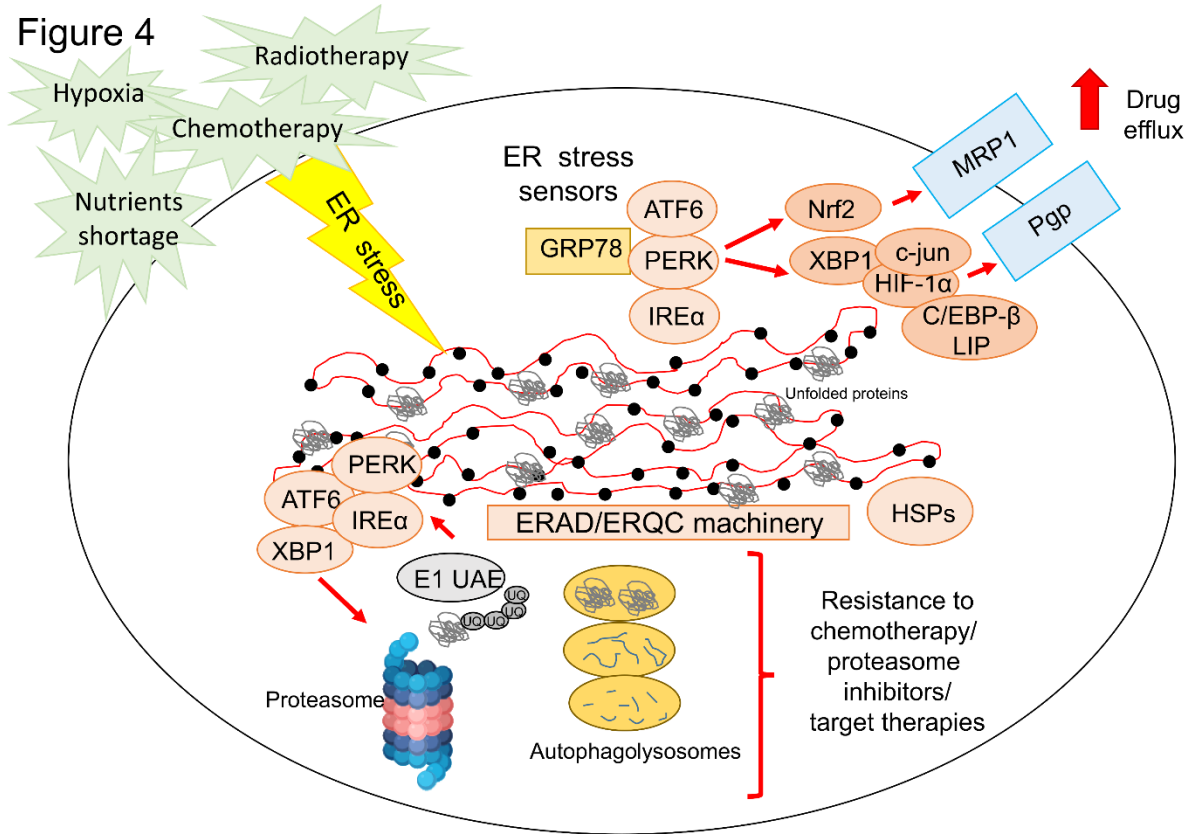 Figure 4
Radiotherapy
Hypoxia
Chemotherapy
Nutrients
shortage
ER stress
ER stress
sensors
ATF6
GRP78
PERK
IREα
Nrf2
XBP1
c-jun
HIF-1α
C/EBP-β
LIP
MRP1
Pgp
Drug
efflux
Unfolded proteins
PERK
ATF6
IREα
XBP1
ERAD/ERQC machinery
HSPs
E1 UAE
UQ
UQ
UQ
UQ
Proteasome
Autophagolysosomes
Resistance to
chemotherapy/
proteasome
inhibitors/
target therapies